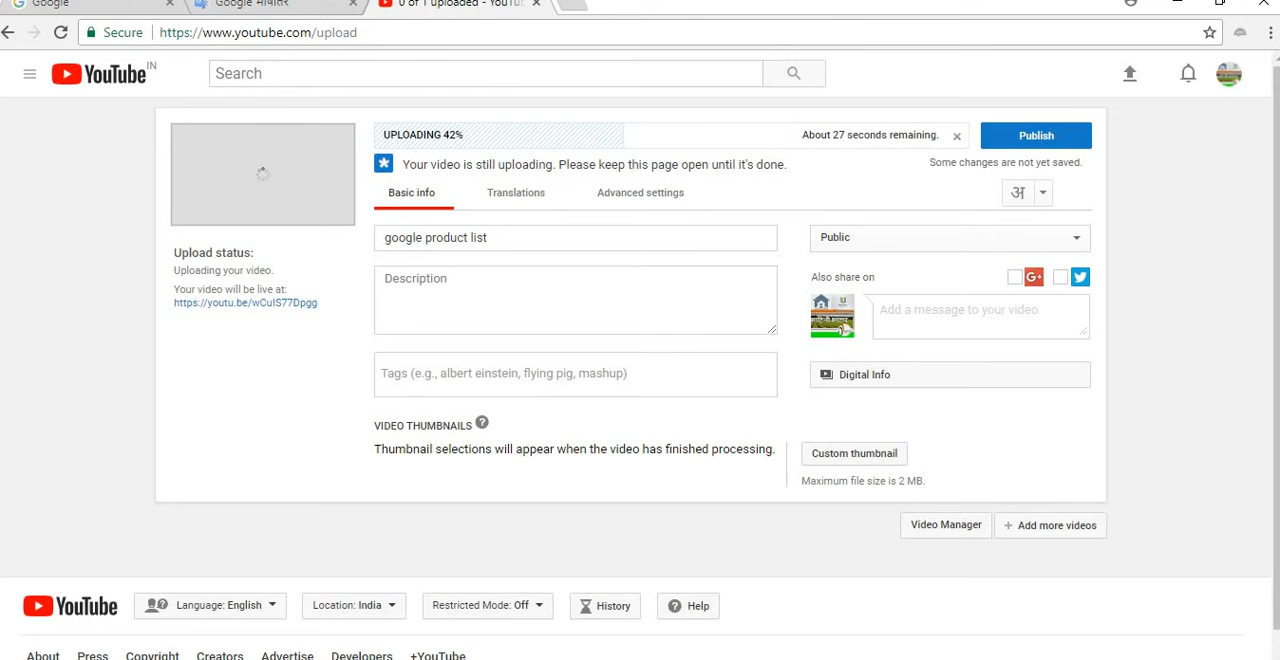 Google
Google भाषांतर
0 of 1 uploaded - YouTu
Secure
https://www.youtube.com/upload
YouTube IN
Search
UPLOADING 42%
About 27 seconds remaining.
Publish
Your video is still uploading. Please keep this page open until it's done.
Some changes are not yet saved.
Basic info
Translations
Advanced settings
अ
google product list
Public
Upload status:
Uploading your video.
Your video will be live at:
https://youtu.be/wCuIS77Dpgg
Description
Also share on
G+
Add a message to your video
Tags (e.g., albert einstein, flying pig, mashup)
Digital Info
VIDEO THUMBNAILS ?
Thumbnail selections will appear when the video has finished processing.
Custom thumbnail
Maximum file size is 2 MB.
Video Manager
+ Add more videos
YouTube
Language: English
Location: India
Restricted Mode: Off
History
? Help
About Press Copyright Creators Advertise Developers +YouTube